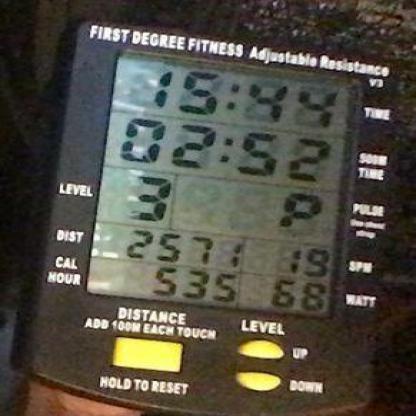 FIRST DEGREE FITNESS Adjustable Resistance
V3
15:44 TIME
02:52 500M TIME
LEVEL 3 P PULSE
DIST 2571 19 SPM
CAL HOUR 535 68 WATT
DISTANCE
ADD 100M EACH TOUCH
HOLD TO RESET
LEVEL
UP
DOWN